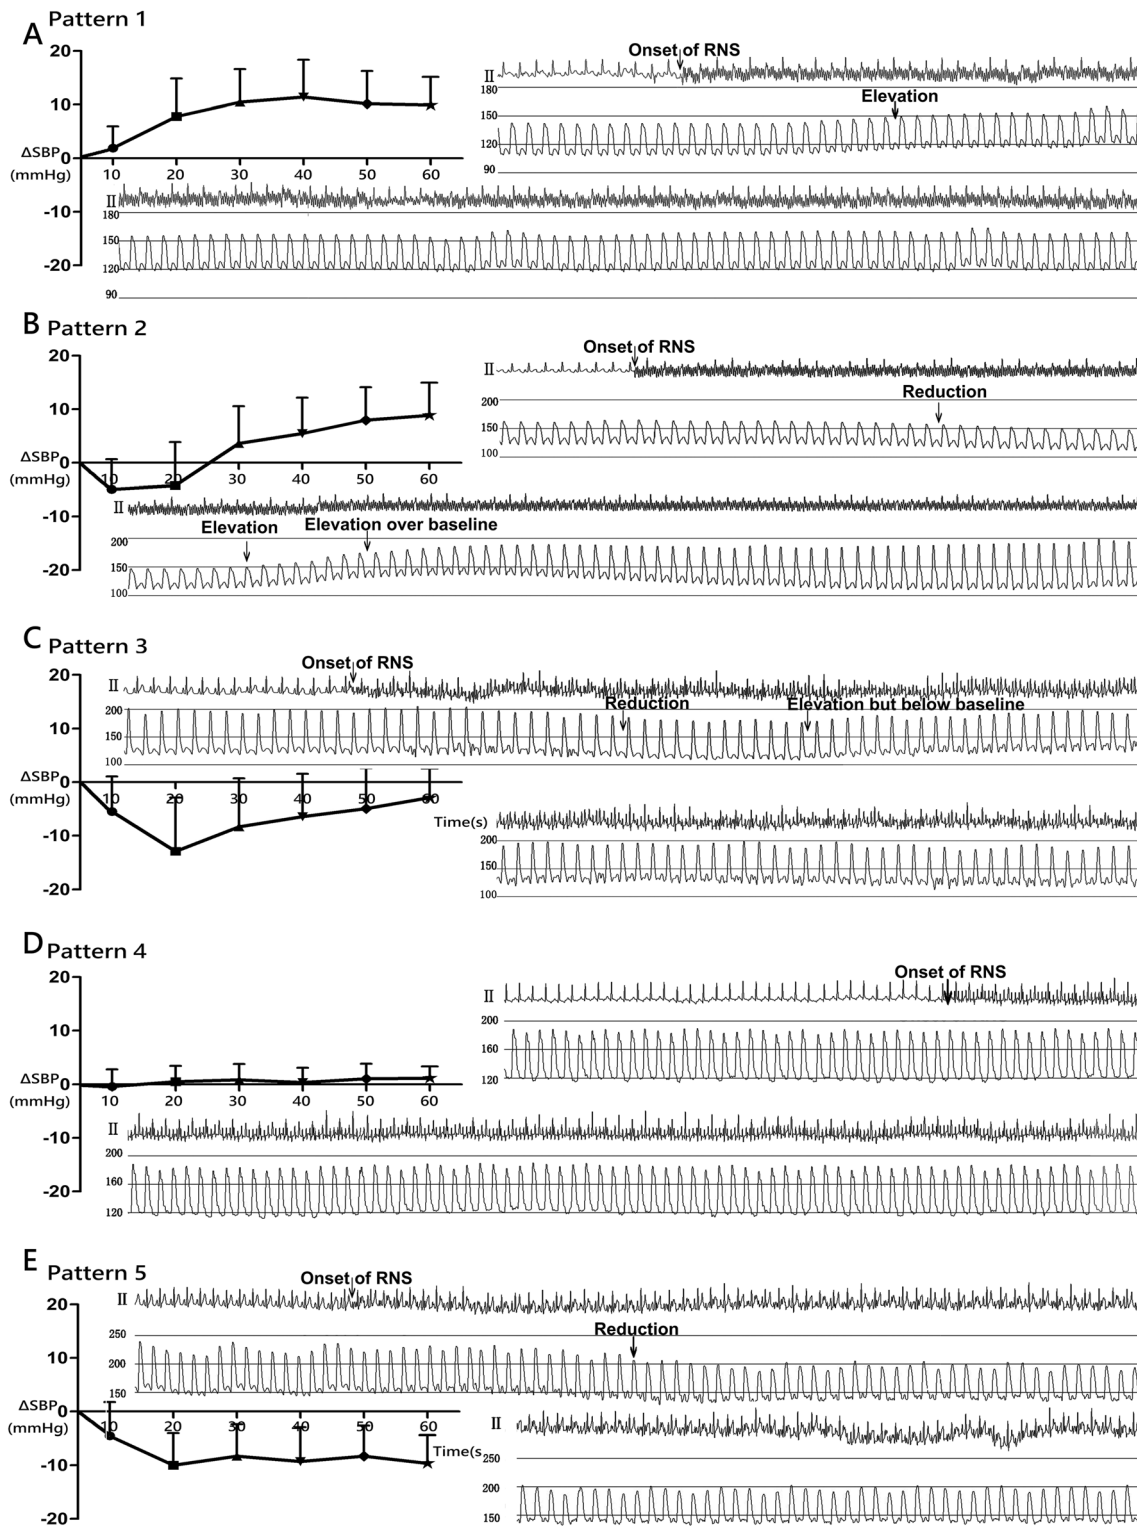 A Pattern 1
20
10
ΔSBP 0
(mmHg) 10 20 30 40 50 60
-10
-20
Onset of RNS
II
180
Elevation
150
120
90
II
180
150
120
90
B Pattern 2
20
10
ΔSBP 0
(mmHg) 10 20 30 40 50 60
-10
-20
Onset of RNS
II
200
Reduction
150
100
II
Elevation Elevation over baseline
200
150
100
C Pattern 3
20
10
ΔSBP 0
(mmHg) 10 20 30 40 50 60
Time(s)
-10
-20
Onset of RNS
II
200
Reduction Elevation but below baseline
150
100
200
150
100
D Pattern 4
20
10
ΔSBP 0
(mmHg) 10 20 30 40 50 60
-10
-20
Onset of RNS
II
200
160
120
II
200
160
120
E Pattern 5
20
10
ΔSBP 0
(mmHg) 10 20 30 40 50 60
Time(s
-10
-20
Onset of RNS
II
250
Reduction
200
150
II
250
200
150